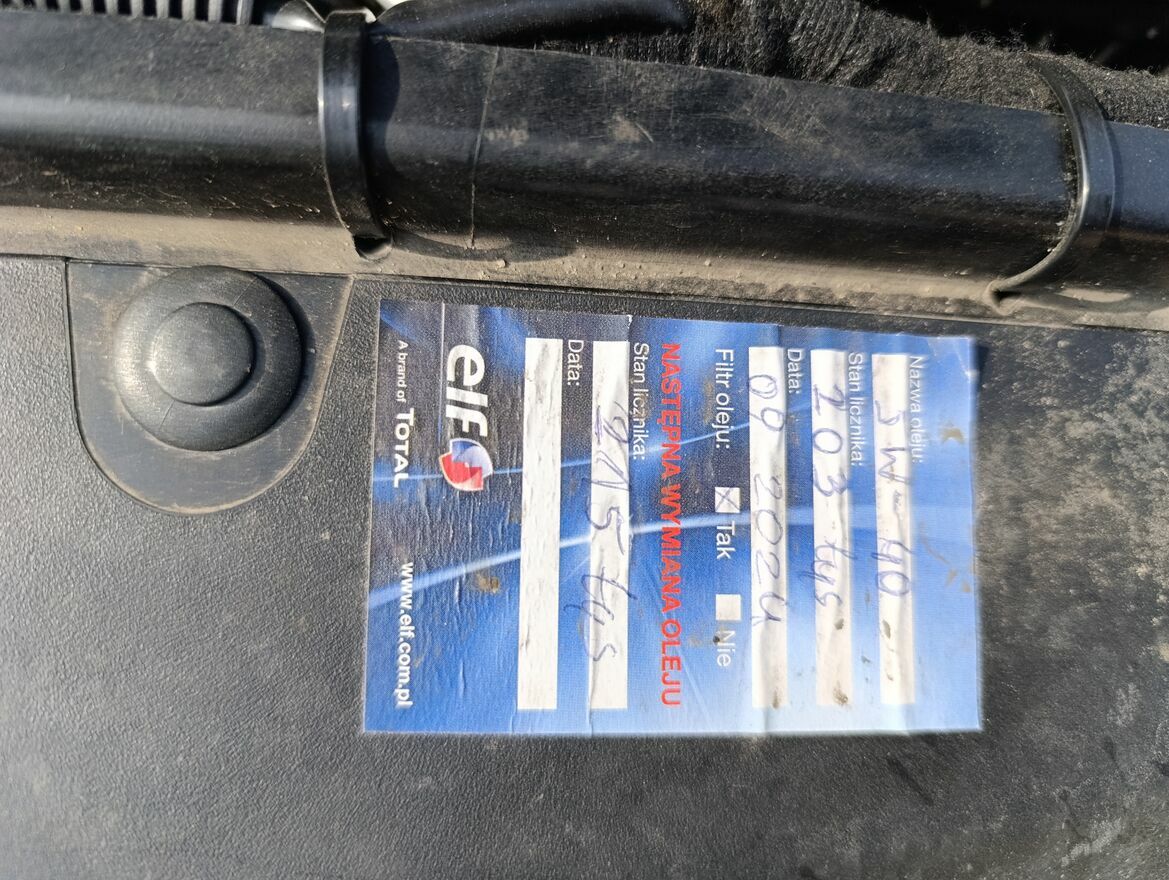 Nazwa oleju:
5W-40
Stan licznika:
203 tys
Data:
09 2024
Filtr oleju: Tak Nie
NASTĘPNA WYMIANA OLEJU
Stan licznika:
215 tys
Data:
elf
A brand of TOTAL www.elf.com.pl